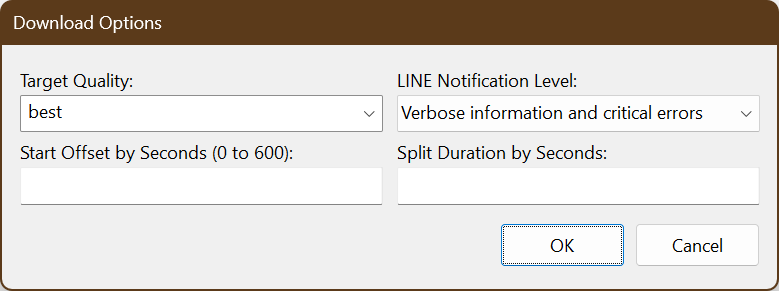 Download Options
Target Quality:
LINE Notification Level:
best
Verbose information and critical errors
Start Offset by Seconds (0 to 600):
Split Duration by Seconds:
OK
Cancel